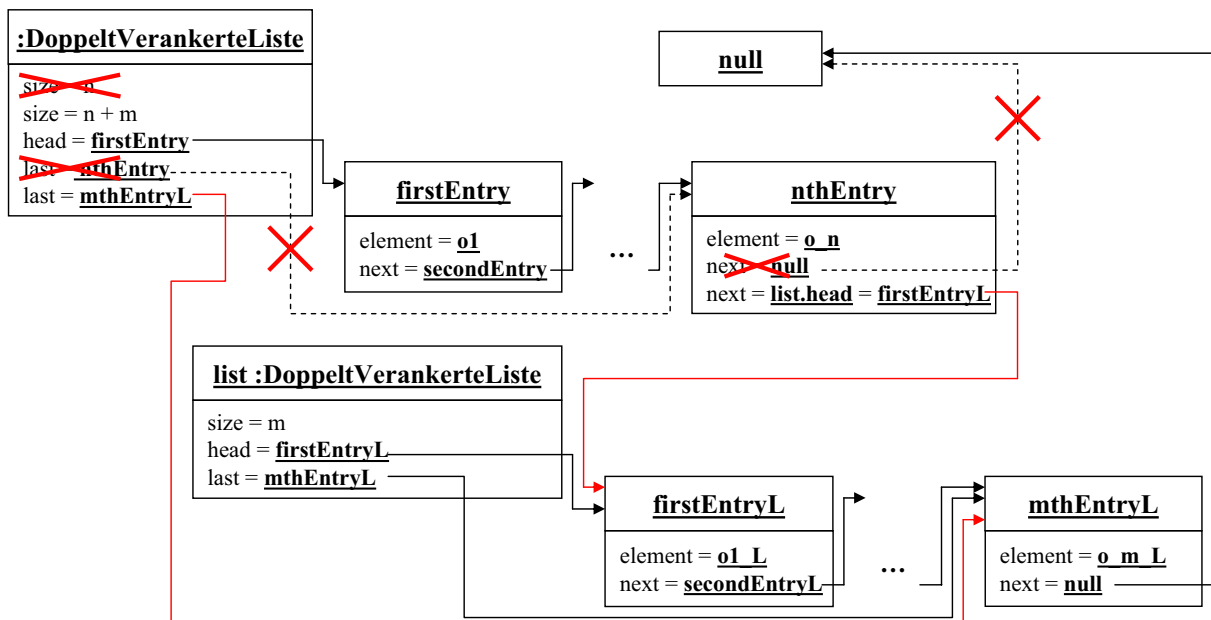 :DoppeltVerankerteListe
size = n
size = n + m
head = firstEntry
last = nthEntry
last = mthEntryL
null
firstEntry
element = o1
next = secondEntry
...
nthEntry
element = o_n
next = null
next = list.head = firstEntryL
list :DoppeltVerankerteListe
size = m
head = firstEntryL
last = mthEntryL
firstEntryL
element = o1_L
next = secondEntryL
...
mthEntryL
element = o_m_L
next = null